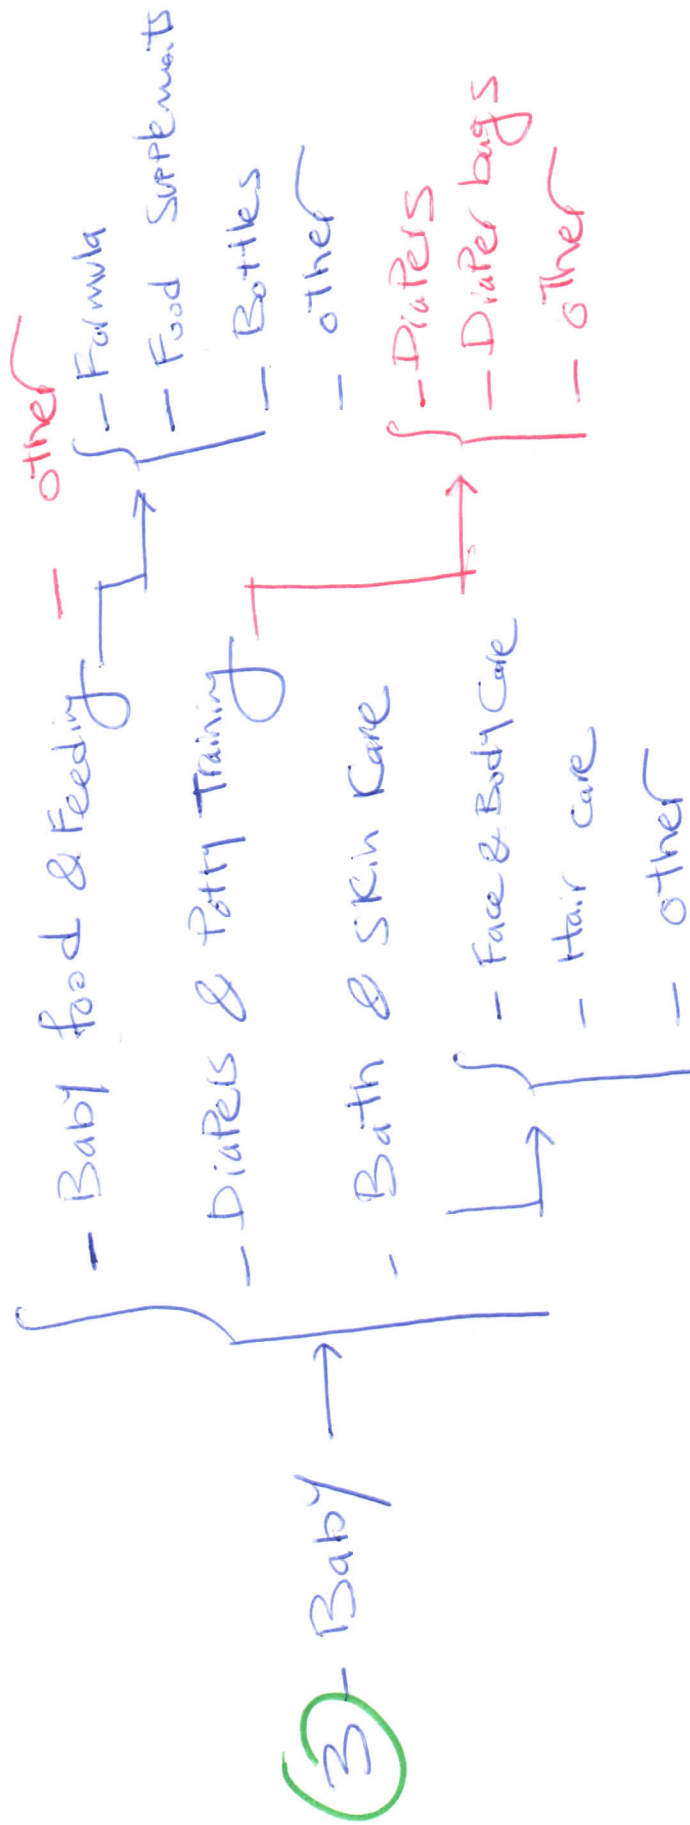 3 - Baby →
- Baby food & Feeding
- other
- Formula
- Food Supplements
- Bottles
- other
- Diapers & Potty Training
- Diapers
- Diaper bags
- other
- Bath & Skin Kare
- Face & Body Care
- Hair Care
- other